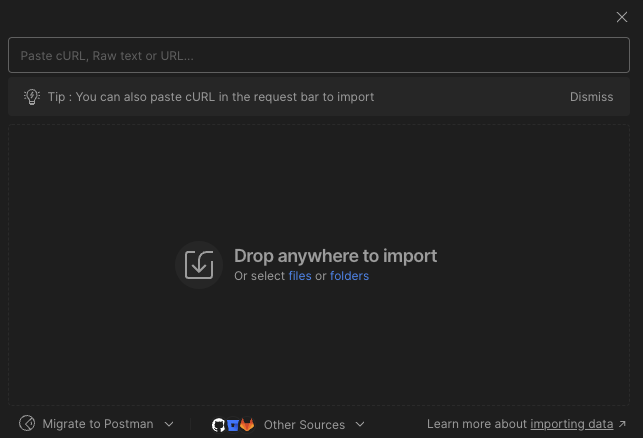 Paste cURL, Raw text or URL...
Tip : You can also paste cURL in the request bar to import
Dismiss
Drop anywhere to import
Or select files or folders
Migrate to Postman
Other Sources
Learn more about importing data